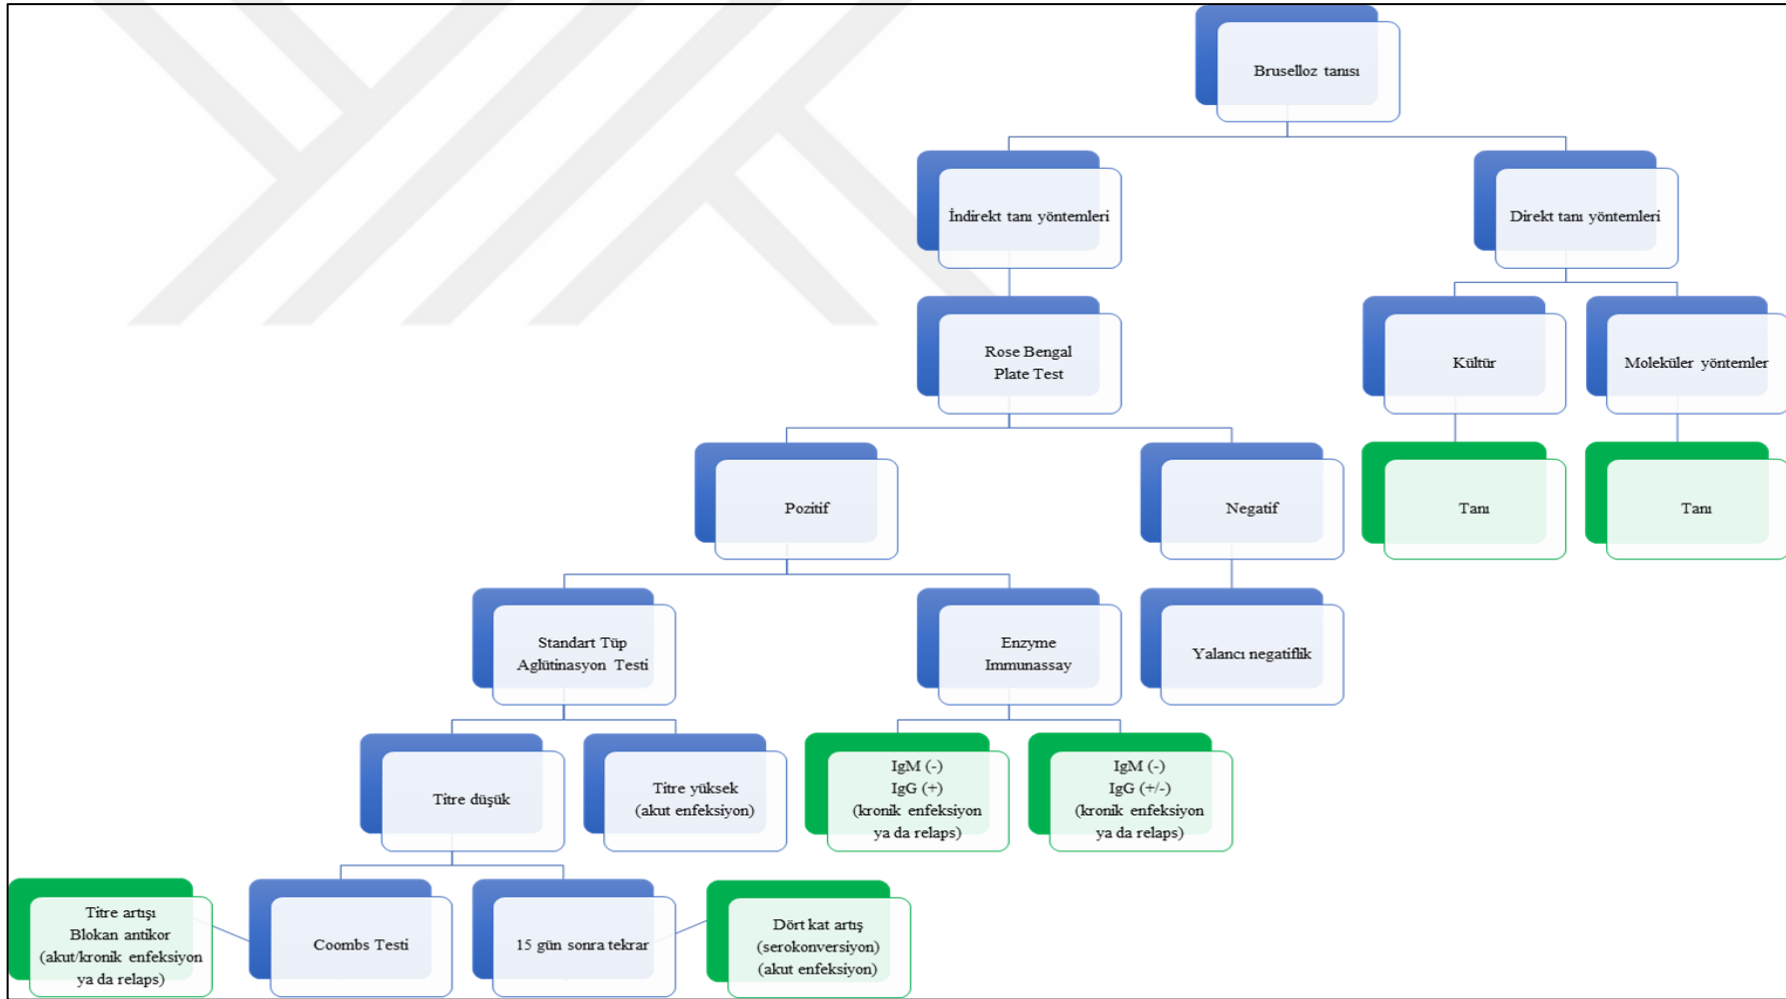 Bruselloz tanısı
İndirekt tanı yöntemleri
Direkt tanı yöntemleri
Rose Bengal
Plate Test
Kültür
Moleküler yöntemler
Pozitif
Negatif
Tanı
Tanı
Standart Tüp
Aglütinasyon Testi
Enzyme
Immunassay
Yalancı negatiflik
Titre düşük
Titre yüksek
(akut enfeksiyon)
IgM (-)
IgG (+)
(kronik enfeksiyon
ya da relaps)
IgM (-)
IgG (+/-)
(kronik enfeksiyon
ya da relaps)
Titre artışı
Blokan antikor
(akut/kronik enfeksiyon
ya da relaps)
Coombs Testi
15 gün sonra tekrar
Dört kat artış
(serokonversiyon)
(akut enfeksiyon)